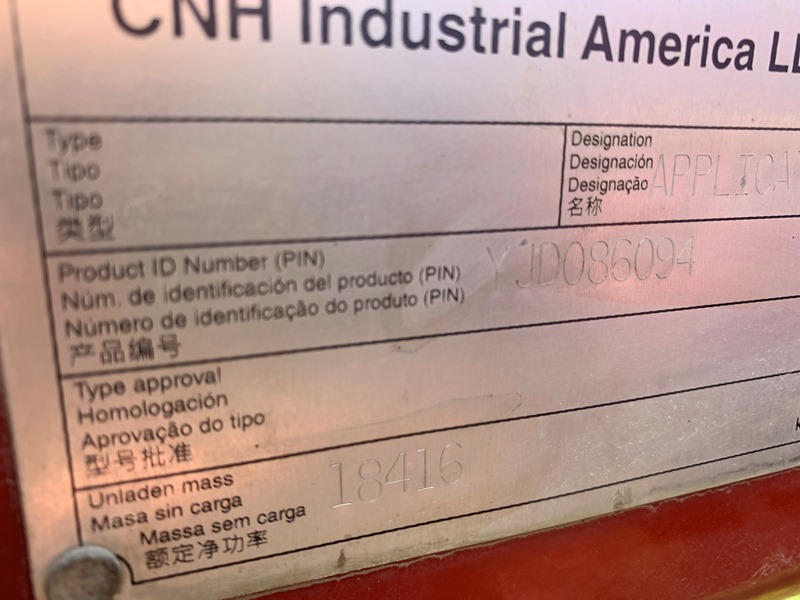 CNH Industrial America
Type
Tipo
Tipo
类型
Designation
Designación
Designação
名称
Product ID Number (PIN) YJD086094
Núm. de identificación del producto (PIN)
Número de identificação do produto (PIN)
产品编号
Type approval
Homologación
Aprovação do tipo
型号批准
Unladen mass
Masa sin carga 18416
Massa sem carga
额定净功率